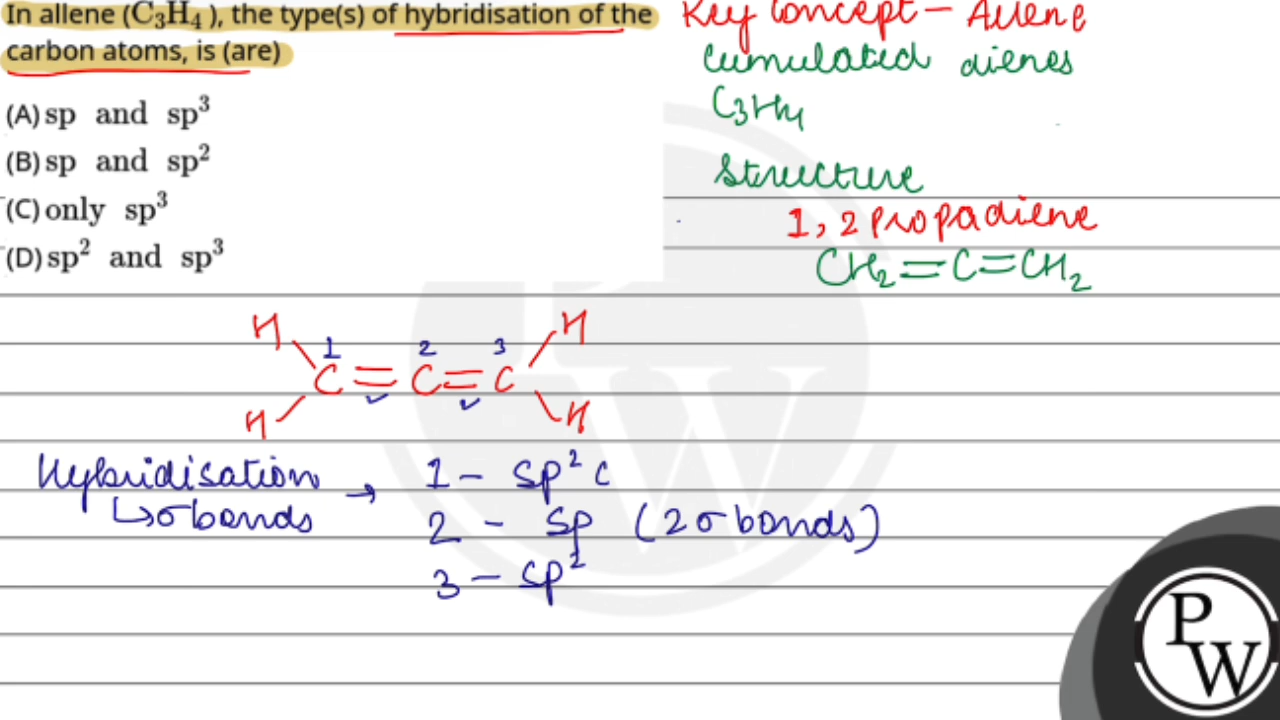 In allene (C₃H₄), the type(s) of hybridisation of the
carbon atoms, is (are)
(A) sp and sp³
(B) sp and sp²
(C) only sp³
(D) sp² and sp³
Key Concept - Allene
Cumulated dienes
C₃H₄
Structure
1, 2 Propadiene
CH₂=C=CH₂
H H
1 2 3
C=C=C
H H
Hybridisation → 1 - sp² c
↳σ bonds
2 - sp (2σ bonds)
3 - sp²
PW
PW